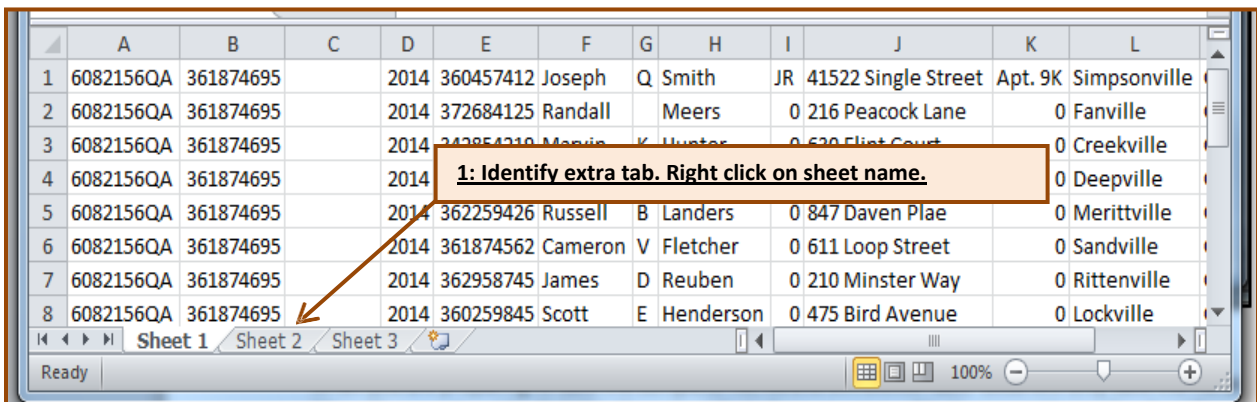 A B C D E F G H I J K L
1 6082156QA 361874695 2014 360457412 Joseph Q Smith JR 41522 Single Street Apt. 9K Simpsonville
2 6082156QA 361874695 2014 372684125 Randall Meers 0 216 Peacock Lane 0 Fanville
3 6082156QA 361874695 2014 Marvin K Hunter 0 Flint Court 0 Creekville
1: Identify extra tab. Right click on sheet name.
4 6082156QA 361874695 2014 0 Deepville
5 6082156QA 361874695 2014 362259426 Russell B Landers 0 847 Daven Plae 0 Merittville
6 6082156QA 361874695 2014 361874562 Cameron V Fletcher 0 611 Loop Street 0 Sandville
7 6082156QA 361874695 2014 362958745 James D Reuben 0 210 Minster Way 0 Rittenville
8 6082156QA 361874695 2014 360259845 Scott E Henderson 0 475 Bird Avenue 0 Lockville
Sheet 1 Sheet 2 Sheet 3
Ready 100%